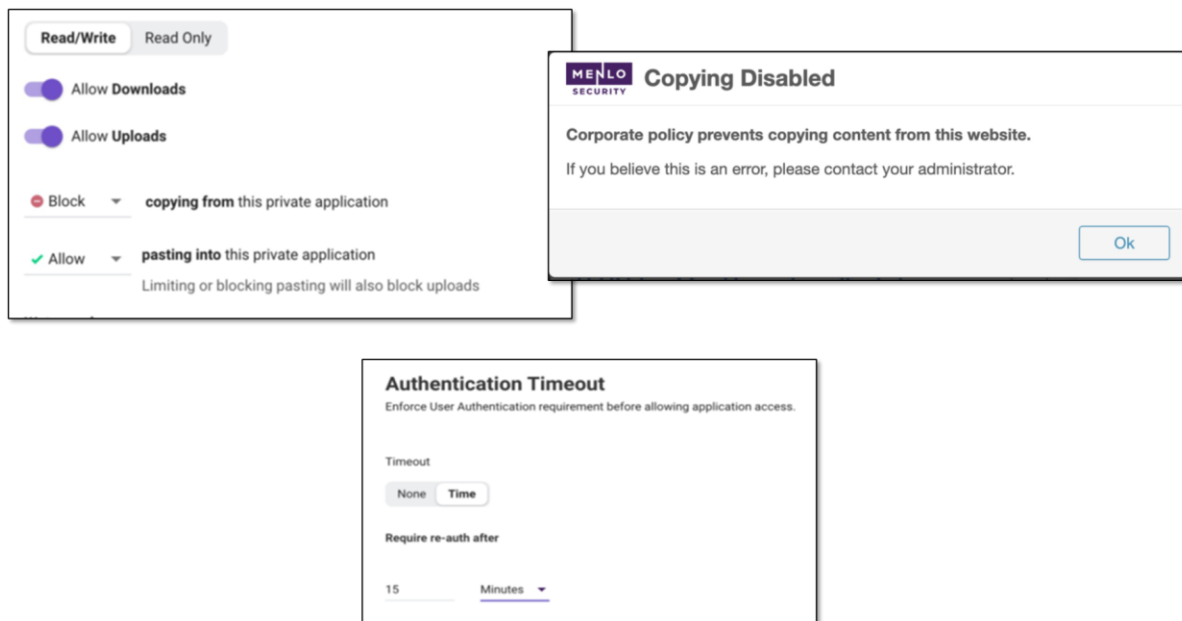 Read/Write Read Only
Allow Downloads
Allow Uploads
Block copying from this private application
Allow pasting into this private application
Limiting or blocking pasting will also block uploads
MENLO SECURITY Copying Disabled
Corporate policy prevents copying content from this website.
If you believe this is an error, please contact your administrator.
Ok
Authentication Timeout
Enforce User Authentication requirement before allowing application access.
Timeout
None Time
Require re-auth after
15 Minutes